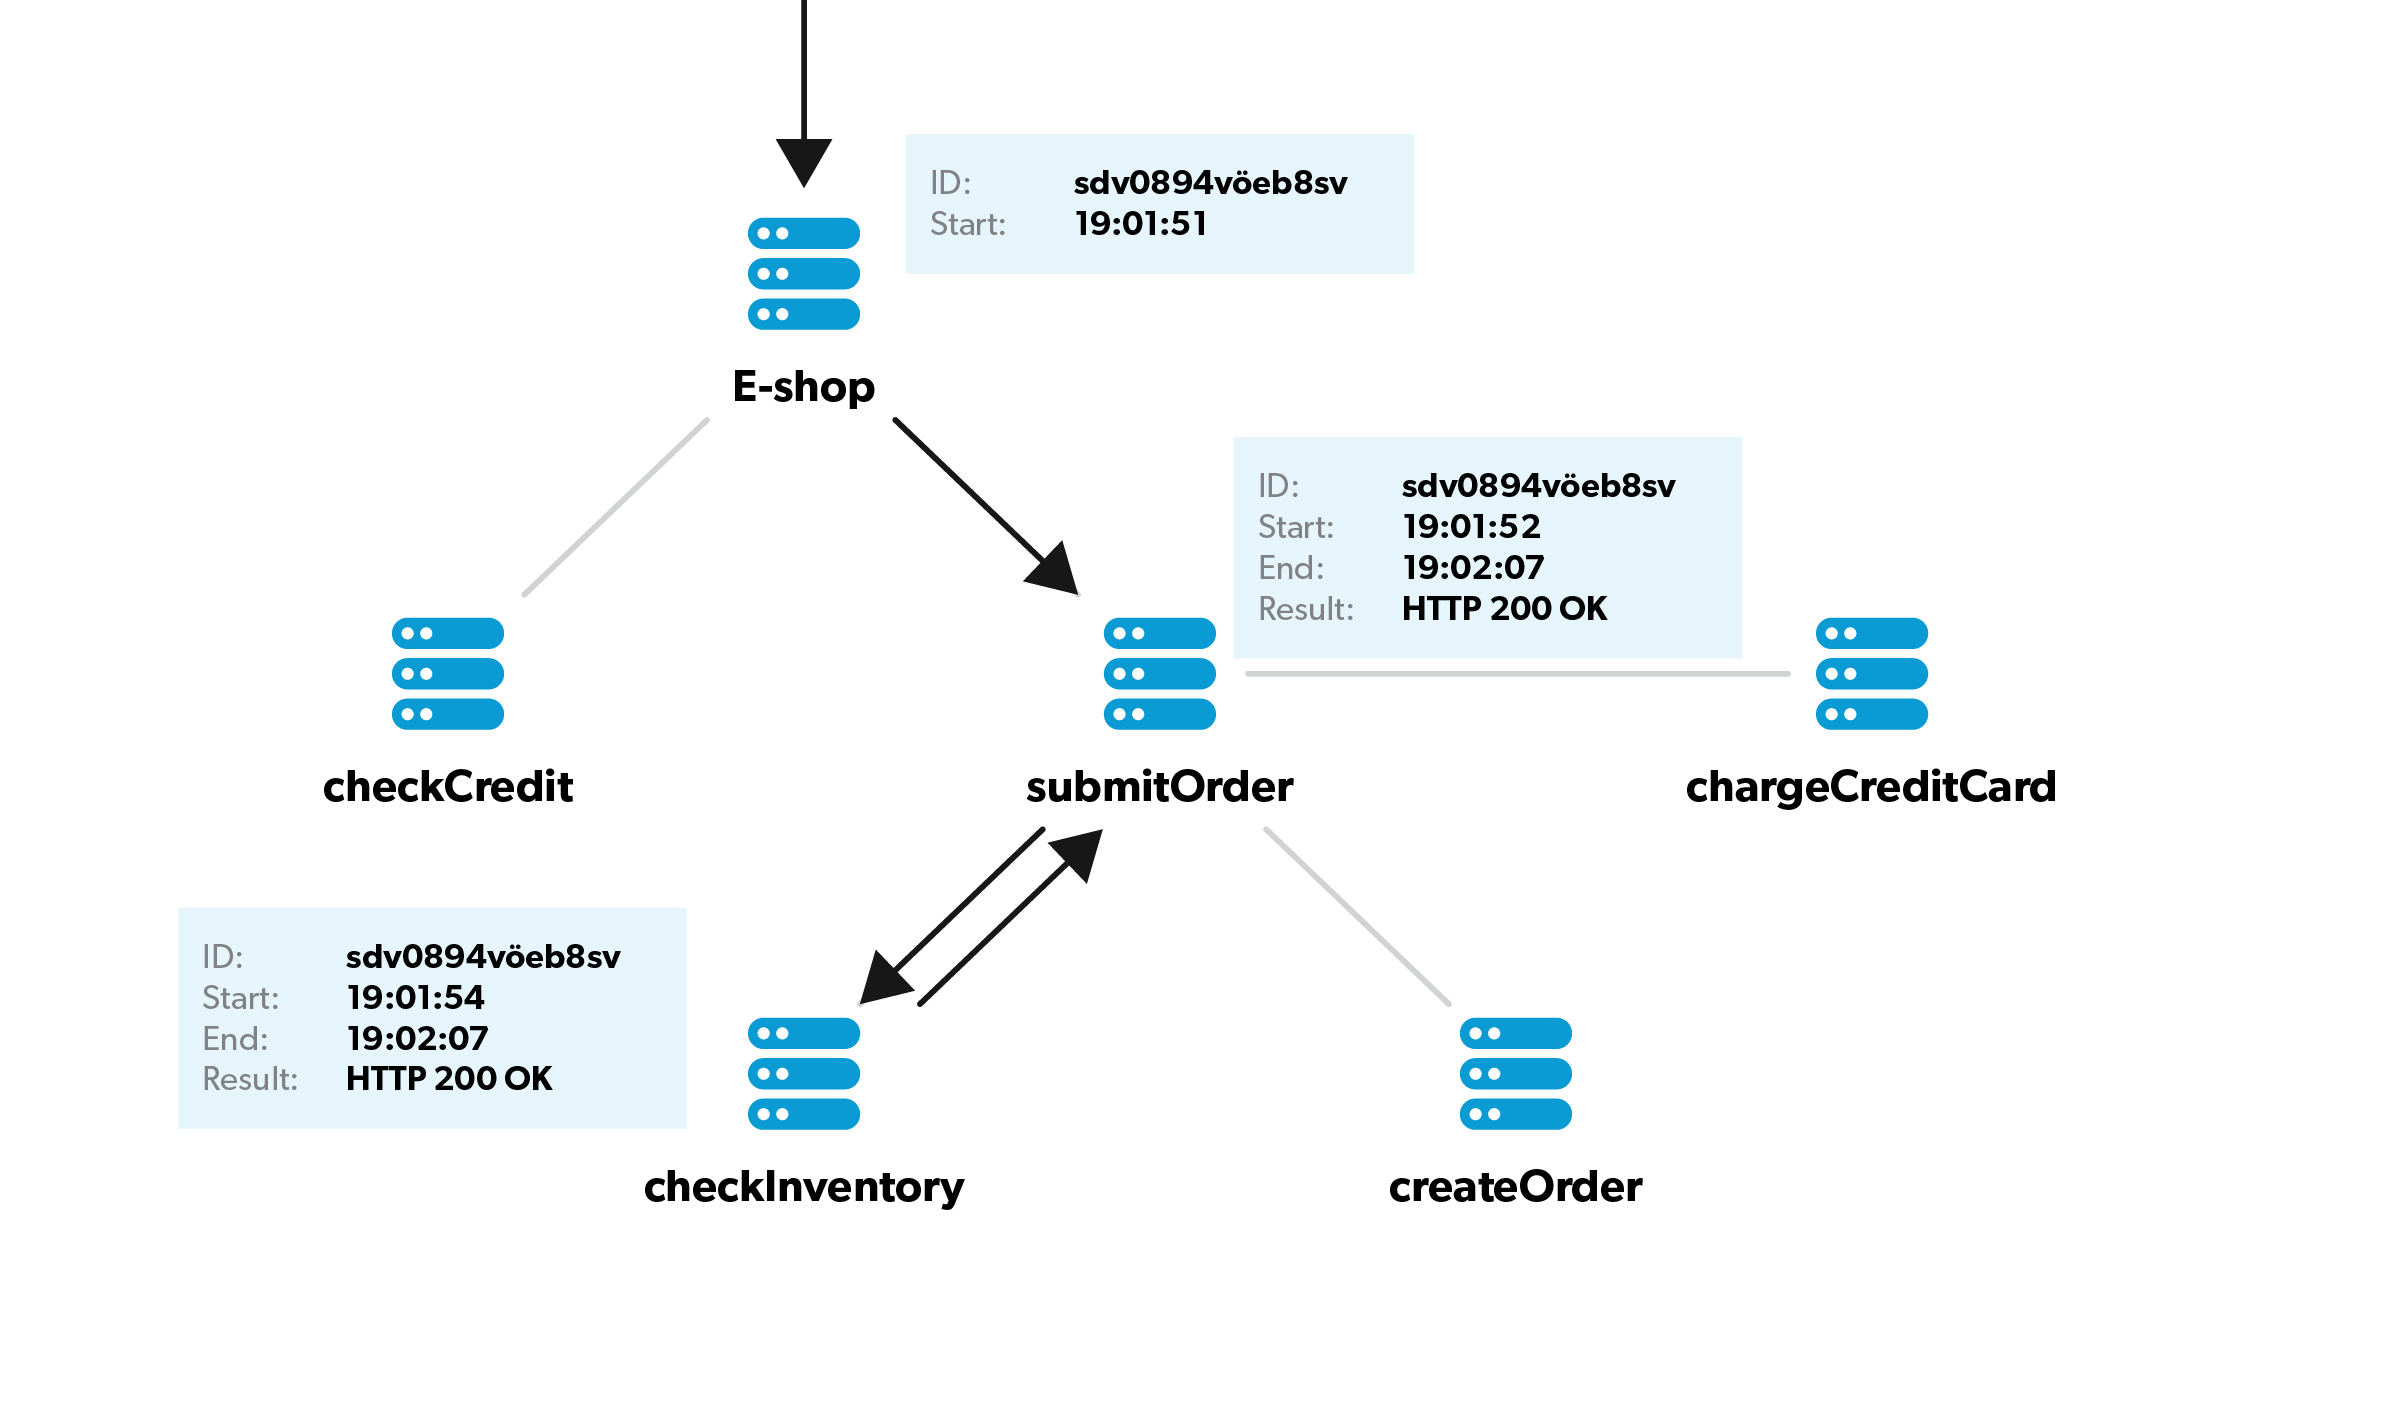 ID: sdv0894vöeb8sv
Start: 19:01:51
E-shop
ID: sdv0894vöeb8sv
Start: 19:01:52
End: 19:02:07
Result: HTTP 200 OK
checkCredit
submitOrder
chargeCreditCard
ID: sdv0894vöeb8sv
Start: 19:01:54
End: 19:02:07
Result: HTTP 200 OK
checkInventory
createOrder